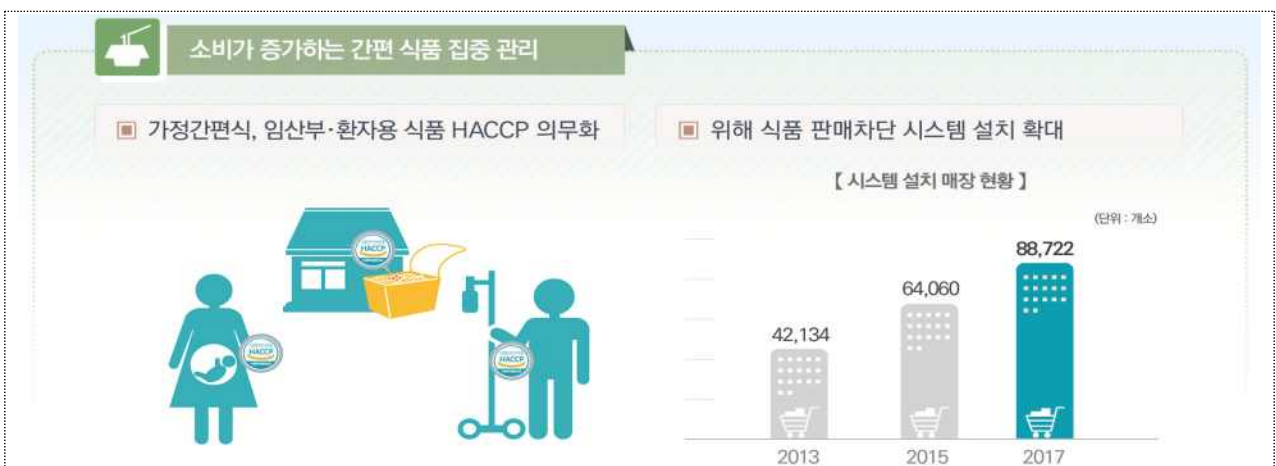 소비가 증가하는 간편 식품 집중 관리
가정간편식, 임산부·환자용 식품 HACCP 의무화
HACCP
HACCP
HACCP
위해 식품 판매차단 시스템 설치 확대
【 시스템 설치 매장 현황 】
(단위 : 개소)
42,134
64,060
88,722
2013
2015
2017